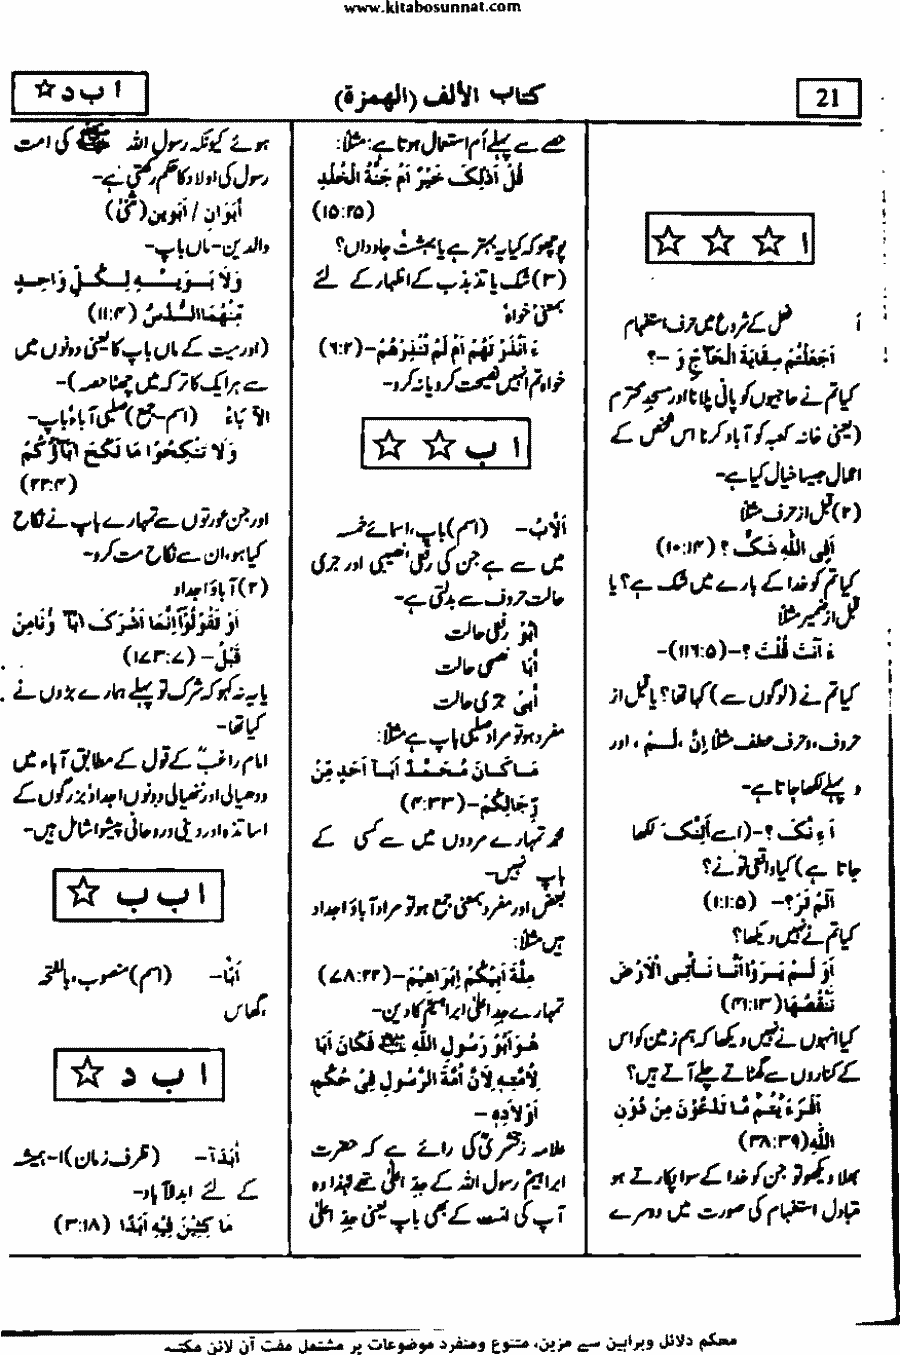 www.kitabosunnat.com
21
كتاب الألف (الهمزة)
ا ب د ☆
ا ☆ ☆ ☆
أ فعل کے شروع میں حرف استفہام
اَجَعَلْتُمْ سِقَايَةَ الْحَآجِّ وَ –؟
کیا تم نے حاجیوں کو پانی پلانا اور مسجد محترم
(یعنی خانہ کعبہ کو آباد کرنا اس شخص کے
اعمال جیسا خیال کیا ہے۔
(۲) قبل از حرف مثلاً
اَفِى اللّٰهِ شَكٌّ ؟ (۱۰:۱۴)
کیا تم کو خدا کے بارے میں شک ہے؟ یا
قبل از ضمیر مثلاً
ءَ اَنْتَ قُلْتَ ؟–(۱۱۶:۵)–
کیا تم نے (لوگوں سے) کہا تھا؟ یا قبل از
حروف، و حرف عطف مثلاً اِنَّ ، لَمْ ، اور
و پہلے لکھا جاتا ہے۔
اَءِ نَّكَ ؟–(اسے أَئِنَّكَ لکھا
جاتا ہے) کیا واقعی تو نے؟
اَلَمْ تَرَ؟– (۱:۱:۵)
کیا تم نے نہیں دیکھا؟
اَوَ لَمْ يَرَوْا اَنَّا نَأْتِى الْاَرْضَ
نَنْقُصُهَا (۴۱:۱۳)
کیا انہوں نے نہیں دیکھا کہ ہم زمین کو اس
کے کناروں سے گھٹاتے چلے آتے ہیں؟
اَفَرَءَيْتُمْ مَّا تَدْعُوْنَ مِنْ دُوْنِ
اللّٰهِ (۳۸:۳۹)
بھلا دیکھو تو جن کو خدا کے سوا پکارتے ہو
متبادل استفہام کی صورت میں دوسرے
حصے سے پہلے اَم استعمال ہوتا ہے: مثلاً:
قُلْ اَذٰلِكَ خَيْرٌ اَمْ جَنَّةُ الْخُلْدِ
(۱۵:۲۵)
پوچھو کہ کیا یہ بہتر ہے یا بہشت جاوداں؟
(۳) شک یا تذبذب کے اظہار کے لئے
بمعنی خواہ
ءَ اَنْذَرْتَهُمْ اَمْ لَمْ تُنْذِرْهُمْ–(۶:۲)
خواہ تم انہیں نصیحت کرو یا نہ کرو۔
ا ب ☆ ☆
اَلْاَبُ– (اسم) باپ، اسمائے خمسہ
میں سے ہے جن کی رفعی نصبی اور جری
حالت حروف سے بدلتی ہے۔
اَبُوْ رفعی حالت
اَبَا نصبی حالت
اَبِيْ جری حالت
مفرد ہو تو مراد صلبی باپ ہے مثلاً:
مَا كَانَ مُحَمَّدٌ اَبَآ اَحَدٍ مِّنْ
رِّجَالِكُمْ–(۴:۳۳)
محمد تمہارے مردوں میں سے کسی کے
باپ نہیں۔
بعض اور مفرد بمعنی جمع ہو تو مراد آباؤ اجداد
ہیں مثلاً:
مِلَّةَ اَبِيْكُمْ اِبْرَاهِيْمَ–(۷۸:۲۲)
تمہارے جد اعلیٰ ابراہیمؑ کا دین۔
هُوَ اَبُوْ رَسُوْلِ اللّٰهِ ﷺ فَكَانَ اَبًا
لِاُمَّتِهٖ لِاَنَّ اُمَّةَ الرَّسُوْلِ فِىْ حُكْمِ
اَوْلَادِهٖ –
علامہ زمخشریؒ کی رائے ہے کہ حضرت
ابراہیمؑ رسول اللہ کے جد اعلیٰ تھے لہٰذا وہ
آپ کی امت کے بھی باپ یعنی جد اعلیٰ
ہوئے کیونکہ رسول اللہ ﷺ کی امت
رسول کی اولاد کا حکم رکھتی ہے۔
أَبَوَانِ / أَبَوين (مثنیٰ)
والدین۔ ماں باپ۔
وَلِاَ بَوَيْهِ لِكُلِّ وَاحِدٍ
مِّنْهُمَا السُّدُسُ (۱۱:۴)
(اور میت کے ماں باپ کا یعنی دونوں میں
سے ہر ایک کا ترکہ میں چھٹا حصہ)۔
اَلْآ بَاءُ (اسم۔جمع) صلبی آباء باپ۔
وَلَا تَنْكِحُوْا مَا نَكَحَ اٰبَآؤُكُمْ
(۲۲:۴)
اور جن عورتوں سے تمہارے باپ نے نکاح
کیا ہو، ان سے نکاح مت کرو۔
(۲) آباؤ اجداد
اَوْ تَقُوْلُوْٓا اِنَّمَا اَشْرَكَ اٰبَآ ؤُنَا مِنْ
قَبْلُ–(۱۷۳:۷)
یا یہ نہ کہو کہ شرک تو پہلے ہمارے بڑوں نے
کیا تھا۔
امام راغبؒ کے قول کے مطابق آباء میں
ددھیالی اور ننھیالی دونوں اجداد بزرگوں کے
اساتذہ اور دینی و روحانی پیشوا شامل ہیں۔
ا ب ب ☆
اَبًّا– (اسم) منصوب، بالفتحہ
گھاس،
ا ب د ☆
اَبَدًا– (ظرف زمان) ا۔ ہمیشہ
کے لئے ابدالآباد۔
مَا كِثِيْنَ فِيْهِ اَبَدًا (۳:۱۸)
محکم دلائل وبراہین سے مزین، متنوع ومنفرد موضوعات پر مشتمل مفت آن لائن مکتبہ